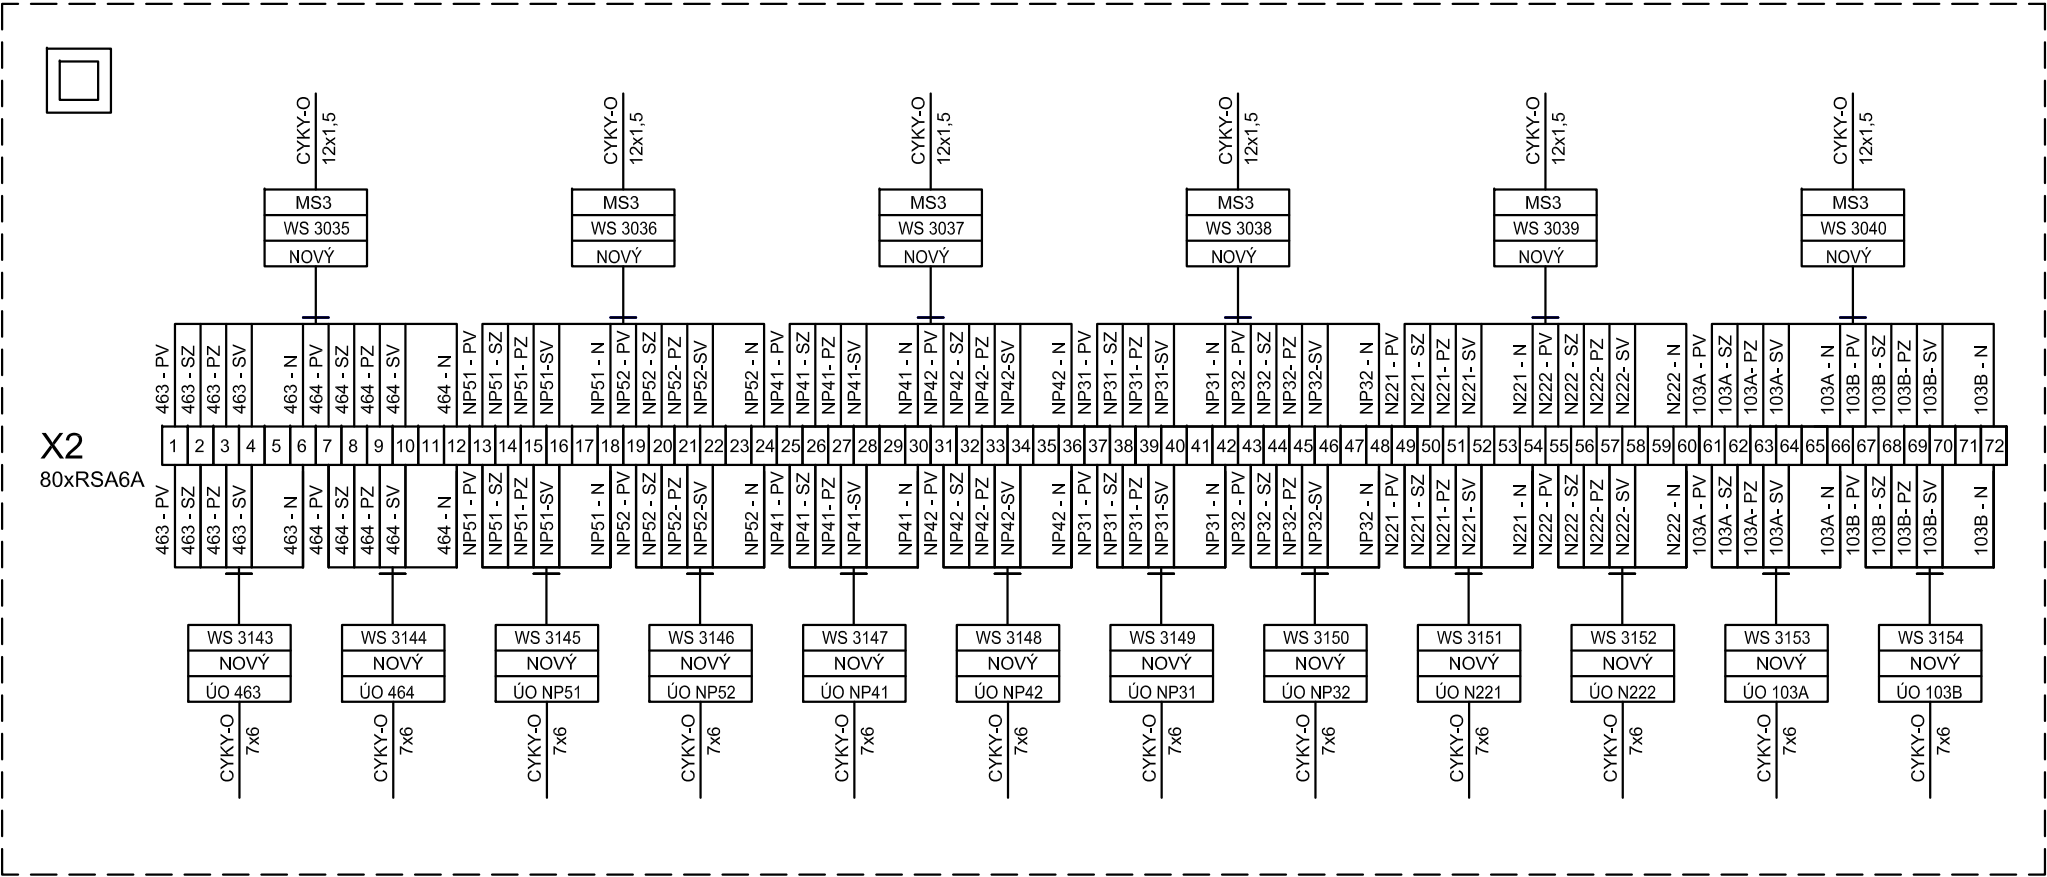 CYKY-O
12x1,5
CYKY-O
12x1,5
CYKY-O
12x1,5
CYKY-O
12x1,5
CYKY-O
12x1,5
CYKY-O
12x1,5
MS3 MS3 MS3 MS3 MS3 MS3
WS 3035 WS 3036 WS 3037 WS 3038 WS 3039 WS 3040
NOVÝ NOVÝ NOVÝ NOVÝ NOVÝ NOVÝ
463 - PV
463 - SZ
463 - PZ
463 - SV
463 - N
464 - PV
464 - SZ
464 - PZ
464 - SV
464 - N
NP51 - PV
NP51 - SZ
NP51- PZ
NP51-SV
NP51 - N
NP52 - PV
NP52 - SZ
NP52- PZ
NP52-SV
NP52 - N
NP41 - PV
NP41 - SZ
NP41- PZ
NP41-SV
NP41 - N
NP42 - PV
NP42 - SZ
NP42- PZ
NP42-SV
NP42 - N
NP31 - PV
NP31 - SZ
NP31- PZ
NP31-SV
NP31 - N
NP32 - PV
NP32 - SZ
NP32- PZ
NP32-SV
NP32 - N
N221 - PV
N221 - SZ
N221- PZ
N221- SV
N221 - N
N222 - PV
N222 - SZ
N222- PZ
N222- SV
N222 - N
103A - PV
103A - SZ
103A- PZ
103A- SV
103A - N
103B - PV
103B - SZ
103B- PZ
103B- SV
103B - N
X2
80xRSA6A
1 2 3 4 5 6 7 8 9 10 11 12 13 14 15 16 17 18 19 20 21 22 23 24 25 26 27 28 29 30 31 32 33 34 35 36 37 38 39 40 41 42 43 44 45 46 47 48 49 50 51 52 53 54 55 56 57 58 59 60 61 62 63 64 65 66 67 68 69 70 71 72
463 - PV
463 - SZ
463 - PZ
463 - SV
463 - N
464 - PV
464 - SZ
464 - PZ
464 - SV
464 - N
NP51 - PV
NP51 - SZ
NP51- PZ
NP51-SV
NP51 - N
NP52 - PV
NP52 - SZ
NP52- PZ
NP52-SV
NP52 - N
NP41 - PV
NP41 - SZ
NP41- PZ
NP41-SV
NP41 - N
NP42 - PV
NP42 - SZ
NP42- PZ
NP42-SV
NP42 - N
NP31 - PV
NP31 - SZ
NP31- PZ
NP31-SV
NP31 - N
NP32 - PV
NP32 - SZ
NP32- PZ
NP32-SV
NP32 - N
N221 - PV
N221 - SZ
N221- PZ
N221- SV
N221 - N
N222 - PV
N222 - SZ
N222- PZ
N222- SV
N222 - N
103A - PV
103A - SZ
103A - PZ
103A- SV
103A - N
103B - PV
103B - SZ
103B- PZ
103B- SV
103B - N
WS 3143 WS 3144 WS 3145 WS 3146 WS 3147 WS 3148 WS 3149 WS 3150 WS 3151 WS 3152 WS 3153 WS 3154
NOVÝ NOVÝ NOVÝ NOVÝ NOVÝ NOVÝ NOVÝ NOVÝ NOVÝ NOVÝ NOVÝ NOVÝ
ÚO 463 ÚO 464 ÚO NP51 ÚO NP52 ÚO NP41 ÚO NP42 ÚO NP31 ÚO NP32 ÚO N221 ÚO N222 ÚO 103A ÚO 103B
CYKY-O
7x6
CYKY-O
7x6
CYKY-O
7x6
CYKY-O
7x6
CYKY-O
7x6
CYKY-O
7x6
CYKY-O
7x6
CYKY-O
7x6
CYKY-O
7x6
CYKY-O
7x6
CYKY-O
7x6
CYKY-O
7x6